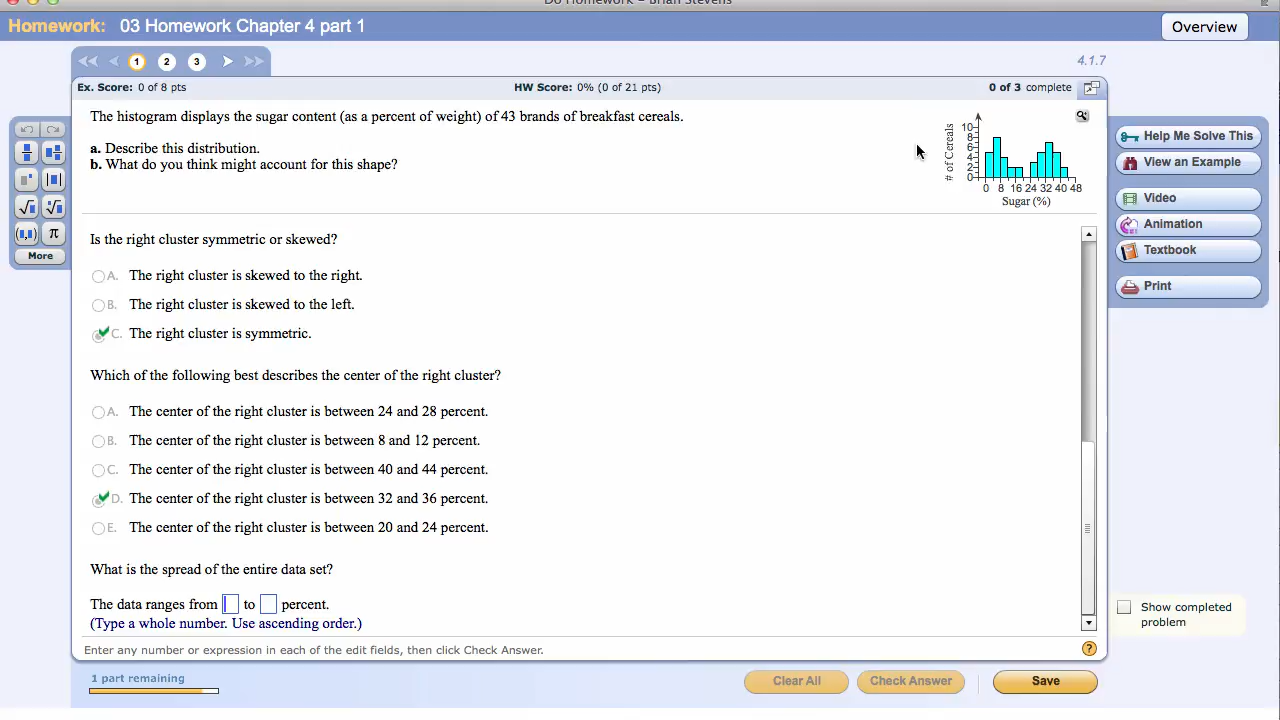 Do Homework - Brian Stevens
Homework: 03 Homework Chapter 4 part 1
Overview
1 2 3
4.1.7
Ex. Score: 0 of 8 pts
HW Score: 0% (0 of 21 pts)
0 of 3 complete
The histogram displays the sugar content (as a percent of weight) of 43 brands of breakfast cereals.
a. Describe this distribution.
b. What do you think might account for this shape?
# of Cereals
10
8
6
4
2
0
0 8 16 24 32 40 48
Sugar (%)
Help Me Solve This
View an Example
Video
Animation
Textbook
Print
(▮,▮) π
More
Is the right cluster symmetric or skewed?
A. The right cluster is skewed to the right.
B. The right cluster is skewed to the left.
C. The right cluster is symmetric.
Which of the following best describes the center of the right cluster?
A. The center of the right cluster is between 24 and 28 percent.
B. The center of the right cluster is between 8 and 12 percent.
C. The center of the right cluster is between 40 and 44 percent.
D. The center of the right cluster is between 32 and 36 percent.
E. The center of the right cluster is between 20 and 24 percent.
What is the spread of the entire data set?
The data ranges from to percent.
(Type a whole number. Use ascending order.)
Show completed
problem
Enter any number or expression in each of the edit fields, then click Check Answer.
?
1 part remaining
Clear All
Check Answer
Save